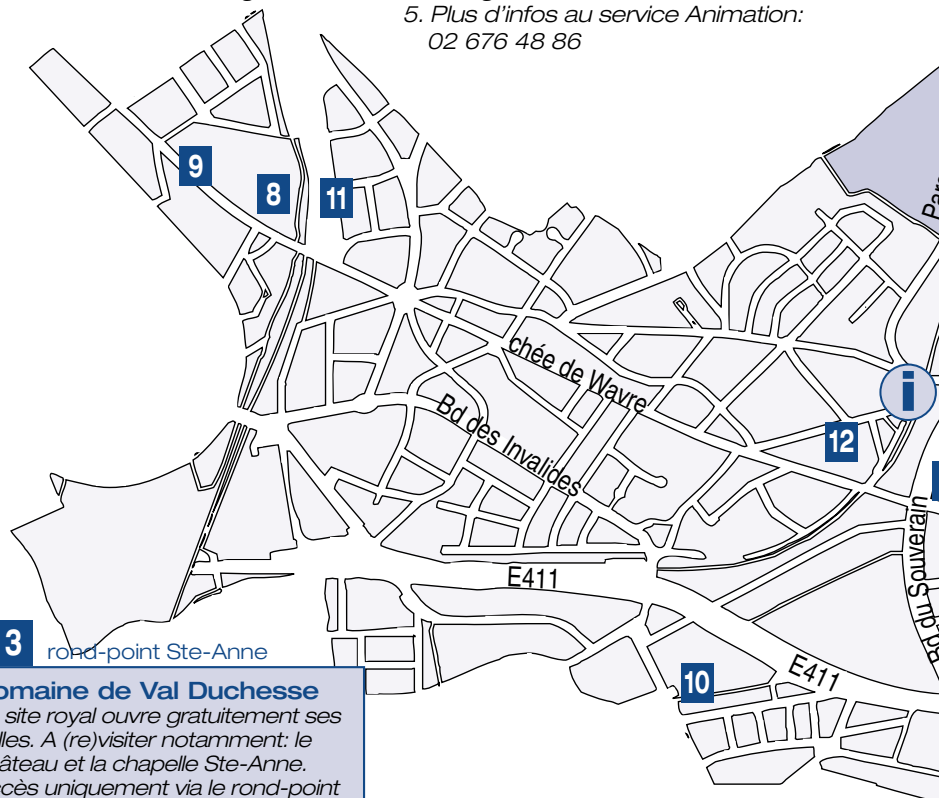 5. Plus d'infos au service Animation:
02 676 48 86
9
8
11
chée de Wavre
Bd des Invalides
i
12
E411
Bd du Souverain
3 rond-point Ste-Anne
10
E411
omaine de Val Duchesse
site royal ouvre gratuitement ses
lles. A (re)visiter notamment: le
âteau et la chapelle Ste-Anne.
ccès uniquement via le rond-point